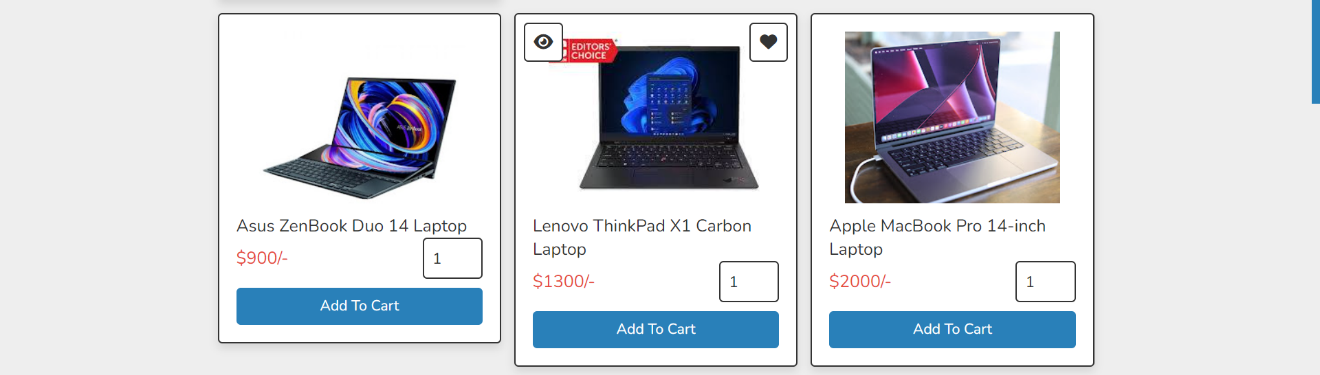 EDITORS'
CHOICE
Asus ZenBook Duo 14 Laptop
$900/-
1
Add To Cart
Lenovo ThinkPad X1 Carbon
Laptop
$1300/-
1
Add To Cart
Apple MacBook Pro 14-inch
Laptop
$2000/-
1
Add To Cart